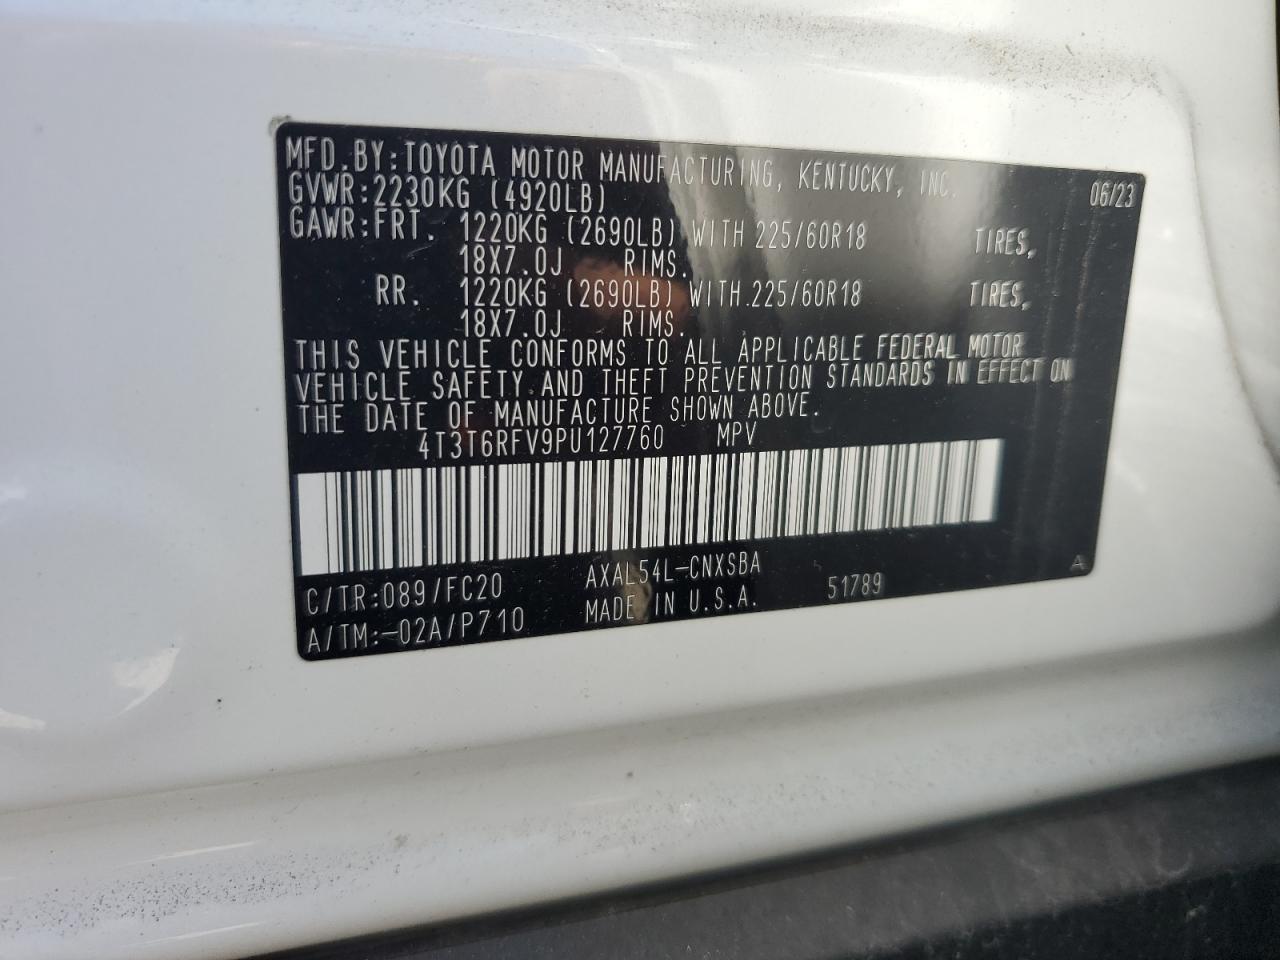 MFD.BY:TOYOTA MOTOR MANUFACTURING, KENTUCKY, INC. 06/23
GVWR:2230KG (4920LB)
GAWR:FRT. 1220KG (2690LB) WITH 225/60R18 TIRES,
18X7.0J RIMS.
RR. 1220KG (2690LB) WITH 225/60R18 TIRES,
18X7.0J RIMS.
THIS VEHICLE CONFORMS TO ALL APPLICABLE FEDERAL MOTOR
VEHICLE SAFETY AND THEFT PREVENTION STANDARDS IN EFFECT ON
THE DATE OF MANUFACTURE SHOWN ABOVE.
4T3T6RFV9PU127760 MPV
C/TR:089/FC20 AXAL54L-CNXSBA
A/TM:-02A/P710 MADE IN U.S.A. 51789 A